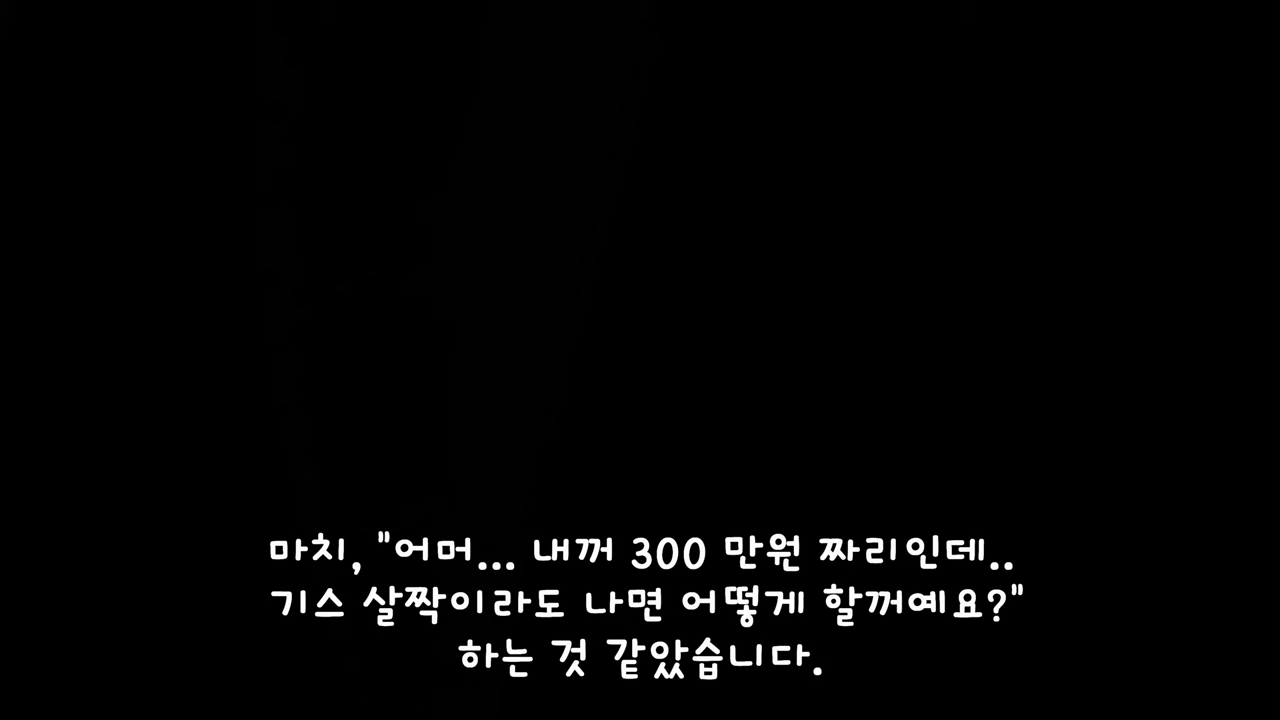 마치, "어머... 내꺼 300 만원 짜리인데..
기스 살짝이라도 나면 어떻게 할꺼예요?"
하는 것 같았습니다.